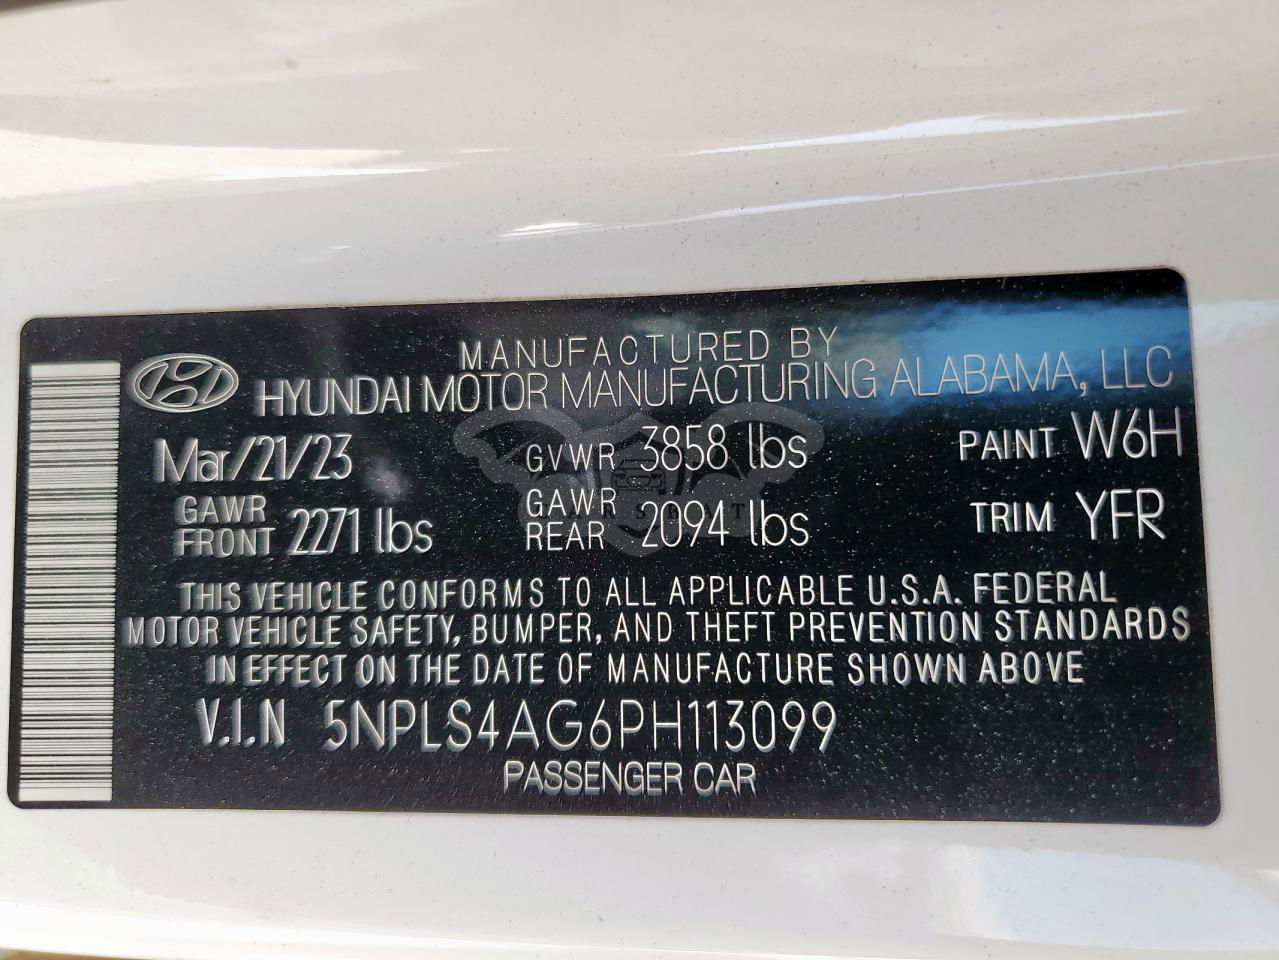 MANUFACTURED BY
HYUNDAI MOTOR MANUFACTURING ALABAMA, LLC
Mar/21/23 GVWR 3858 lbs PAINT W6H
GAWR FRONT 2271 lbs GAWR REAR 2094 lbs TRIM YFR
THIS VEHICLE CONFORMS TO ALL APPLICABLE U.S.A. FEDERAL
MOTOR VEHICLE SAFETY, BUMPER, AND THEFT PREVENTION STANDARDS
IN EFFECT ON THE DATE OF MANUFACTURE SHOWN ABOVE
V.I.N 5NPLS4AG6PH113099
PASSENGER CAR